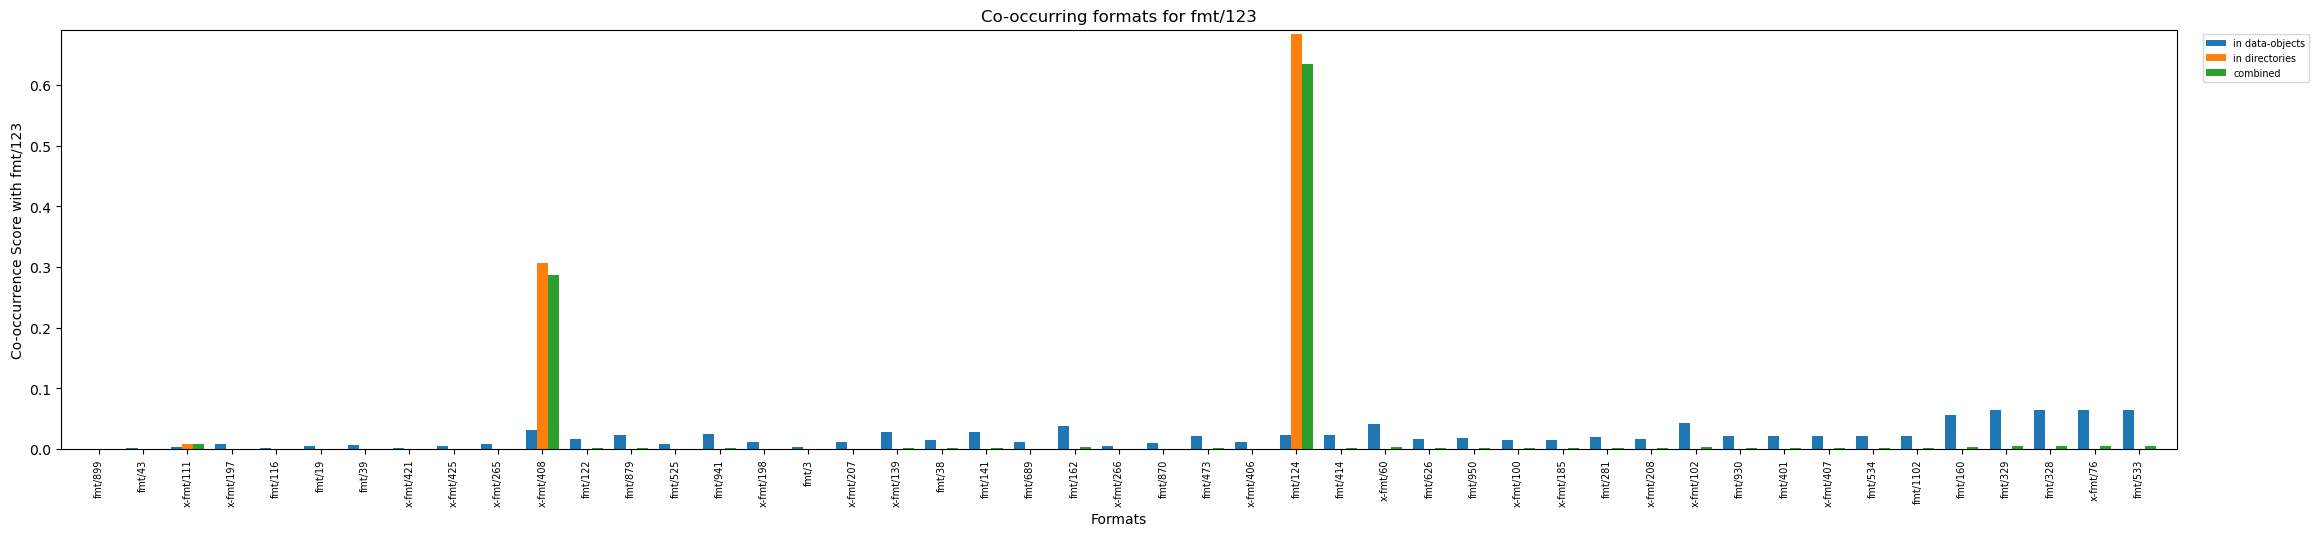 Co-occurring formats for fmt/123
in data-objects
in directories
combined
Co-occurrence Score with fmt/123
0.6
0.5
0.4
0.3
0.2
0.1
0.0
fmt/899
fmt/43
x-fmt/111
x-fmt/197
fmt/116
fmt/19
fmt/39
x-fmt/421
x-fmt/425
x-fmt/265
x-fmt/408
fmt/122
fmt/879
fmt/525
fmt/941
x-fmt/198
fmt/3
x-fmt/207
x-fmt/139
fmt/38
fmt/141
fmt/689
fmt/162
x-fmt/266
fmt/870
fmt/473
x-fmt/406
fmt/124
fmt/414
x-fmt/60
fmt/626
fmt/950
x-fmt/100
x-fmt/185
fmt/281
x-fmt/208
x-fmt/102
fmt/930
fmt/401
x-fmt/407
fmt/534
fmt/1102
fmt/160
fmt/329
fmt/328
x-fmt/76
fmt/533
Formats